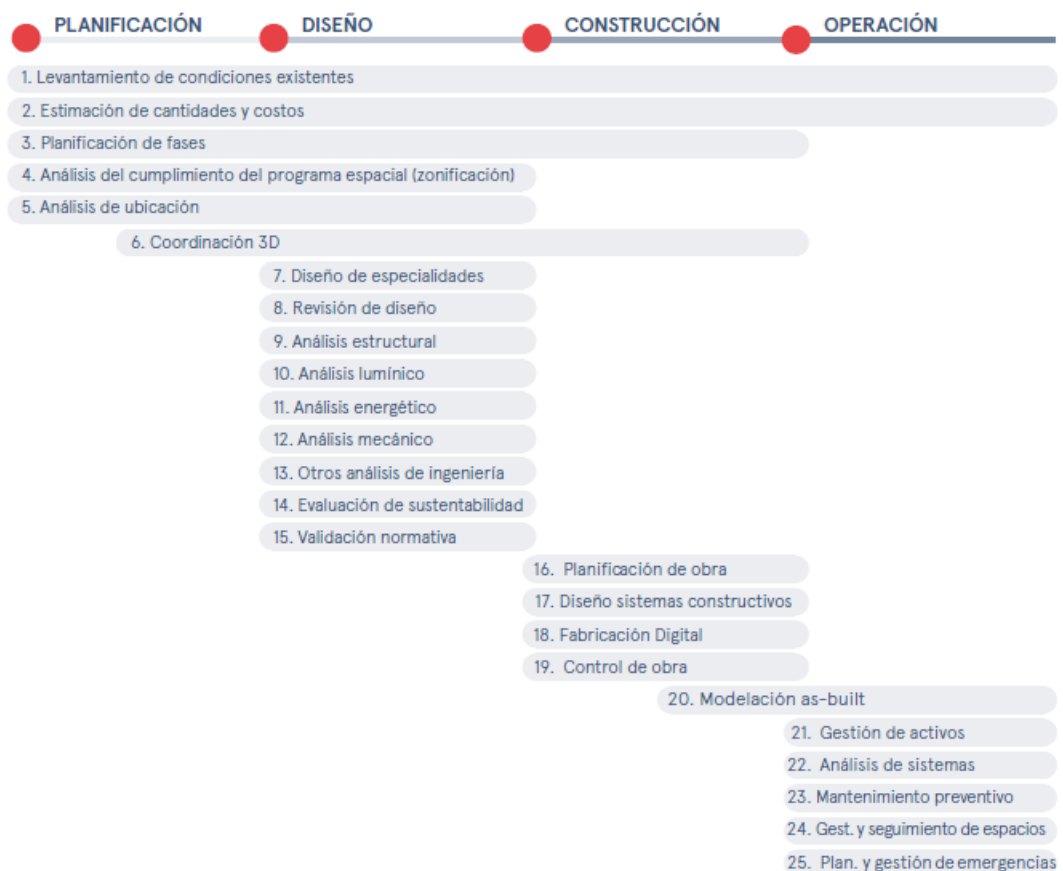 PLANIFICACIÓN DISEÑO CONSTRUCCIÓN OPERACIÓN
1. Levantamiento de condiciones existentes
2. Estimación de cantidades y costos
3. Planificación de fases
4. Análisis del cumplimiento del programa espacial (zonificación)
5. Análisis de ubicación
6. Coordinación 3D
7. Diseño de especialidades
8. Revisión de diseño
9. Análisis estructural
10. Análisis lumínico
11. Análisis energético
12. Análisis mecánico
13. Otros análisis de ingeniería
14. Evaluación de sustentabilidad
15. Validación normativa
16. Planificación de obra
17. Diseño sistemas constructivos
18. Fabricación Digital
19. Control de obra
20. Modelación as-built
21. Gestión de activos
22. Análisis de sistemas
23. Mantenimiento preventivo
24. Gest. y seguimiento de espacios
25. Plan. y gestión de emergencias